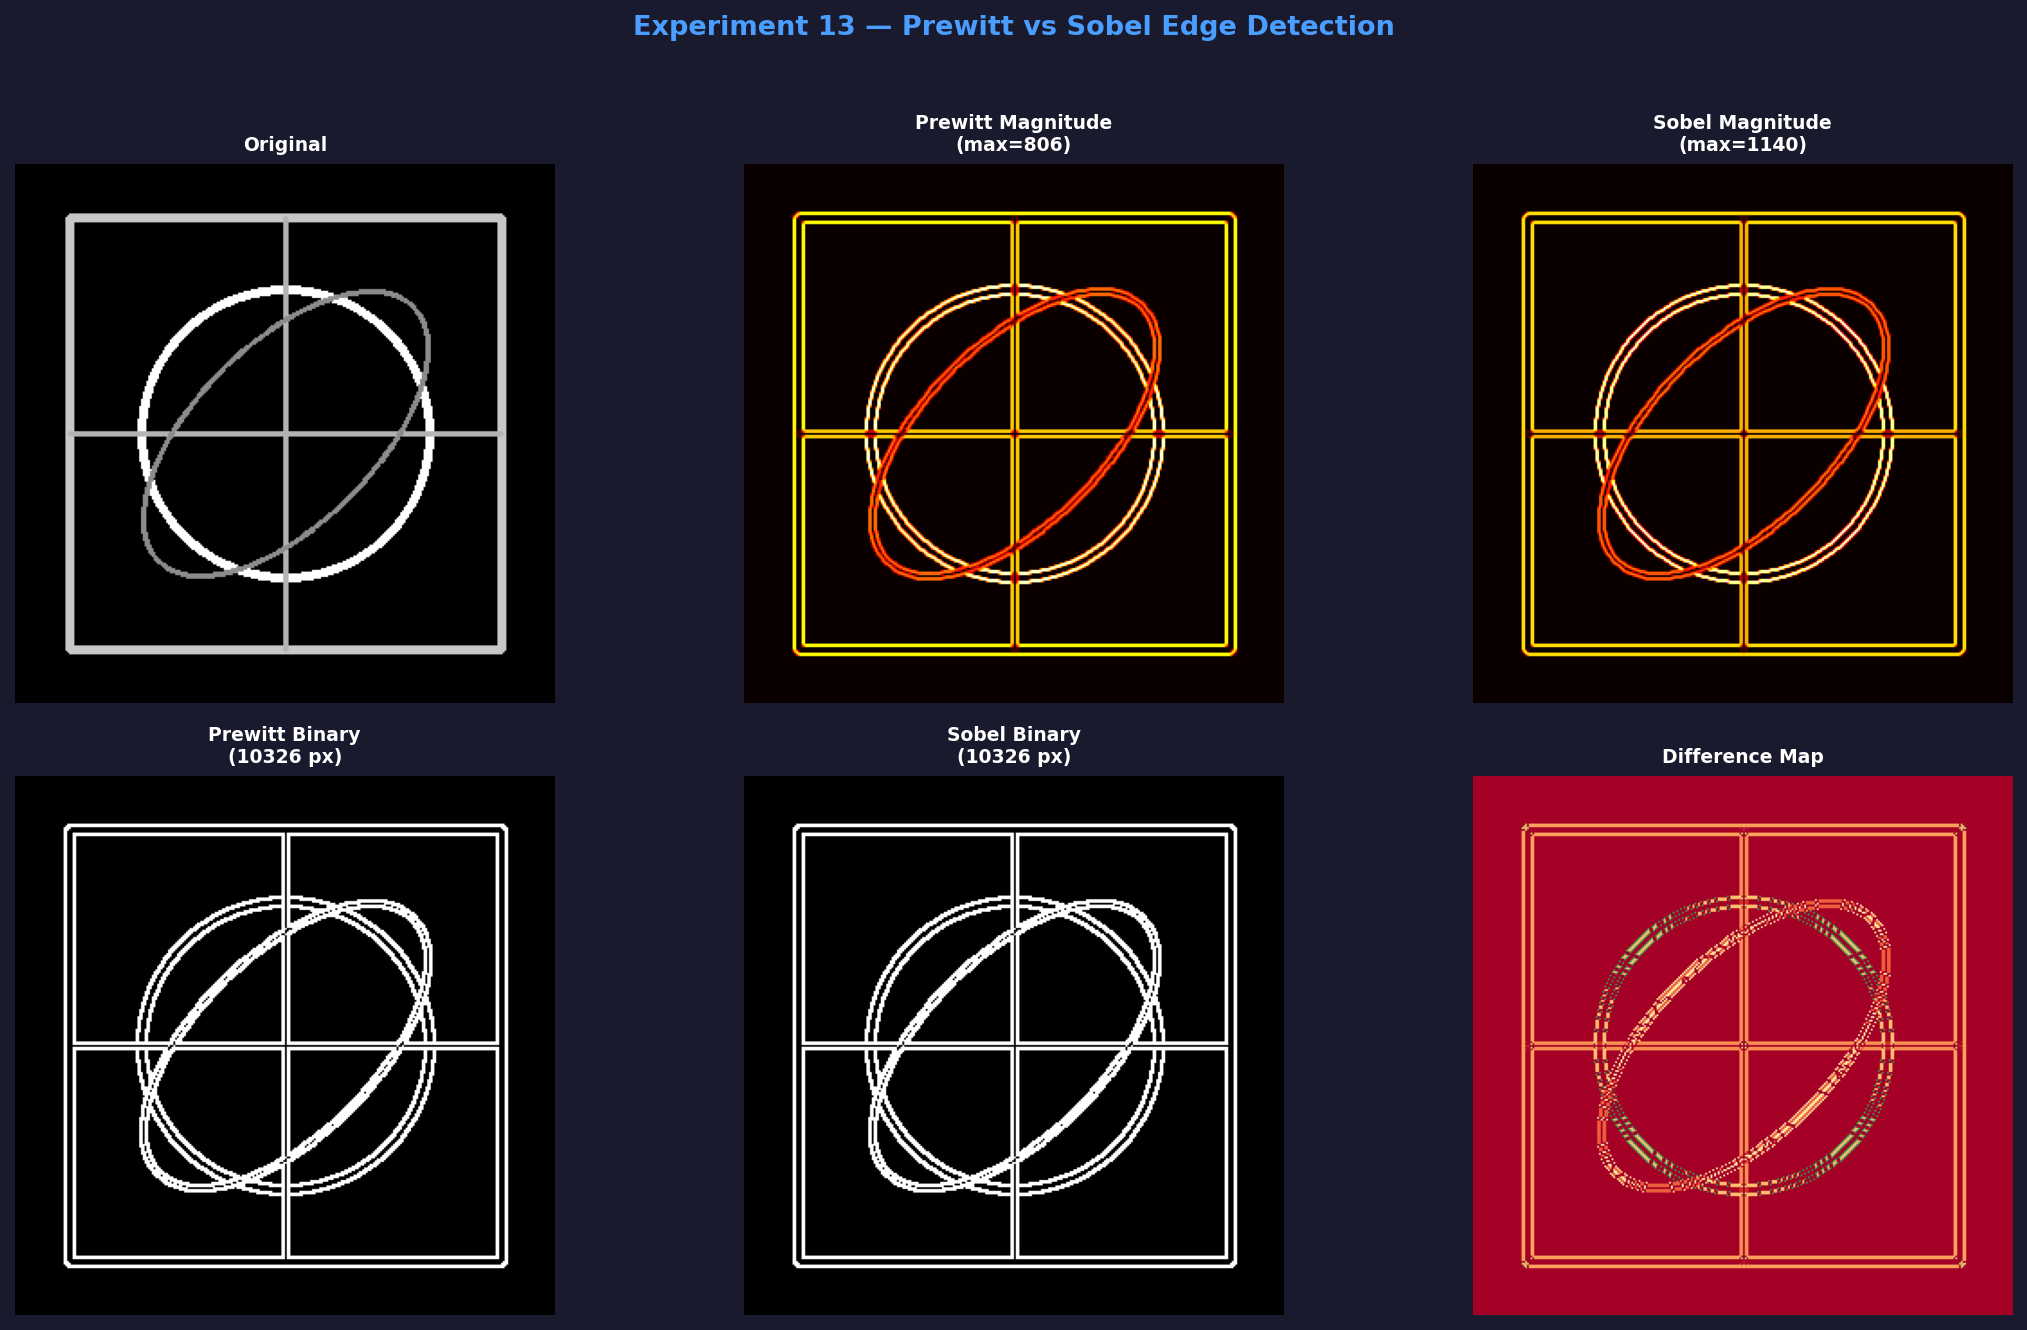 Experiment 13 — Prewitt vs Sobel Edge Detection
Original
Prewitt Magnitude
(max=806)
Sobel Magnitude
(max=1140)
Prewitt Binary
(10326 px)
Sobel Binary
(10326 px)
Difference Map